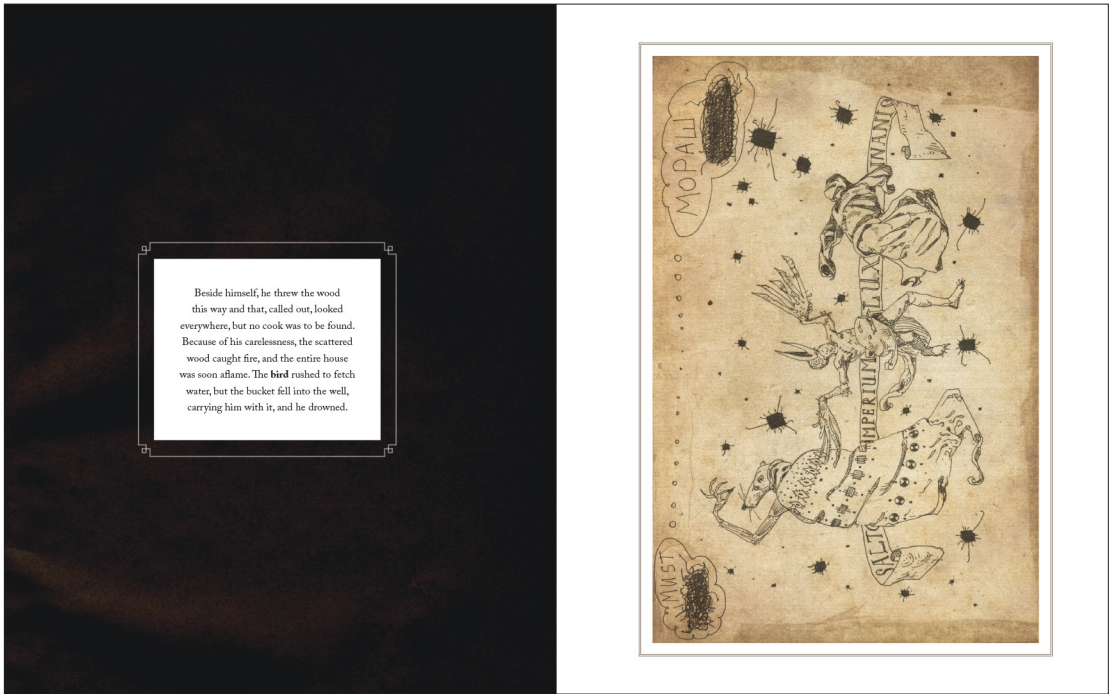 Beside himself, he threw the wood
this way and that, called out, looked
everywhere, but no cook was to be found.
Because of his carelessness, the scattered
wood caught fire, and the entire house
was soon aflame. The bird rushed to fetch
water, but the bucket fell into the well,
carrying him with it, and he drowned.
MUST
МОРАЦ
SALTO
IMPERIUM
LUX
INANIS